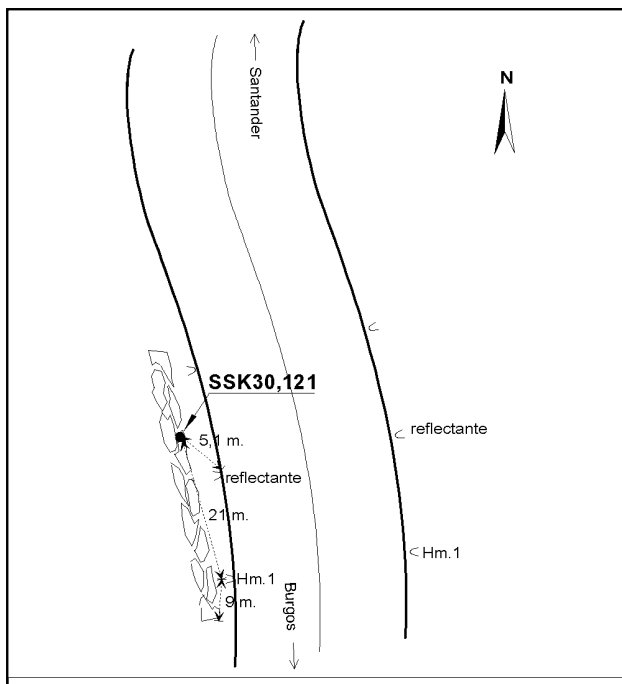 Santander
N
SSK30,121
5,1 m.
reflectante
reflectante
21 m.
Hm.1
Hm.1
9 m.
Burgos